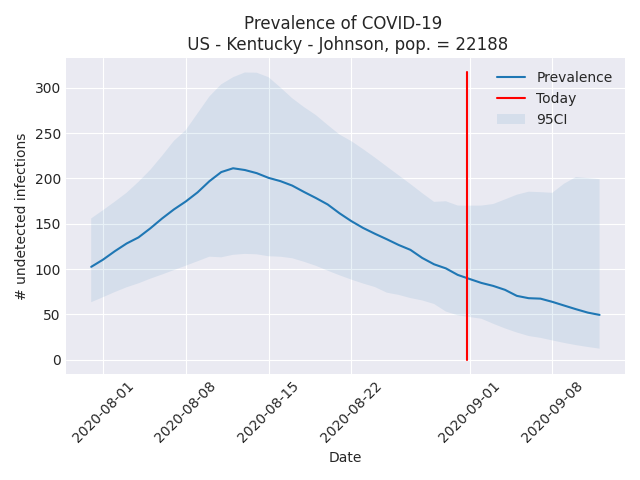 Prevalence of COVID-19
US - Kentucky - Johnson, pop. = 22188
Prevalence
Today
95CI
# undetected infections
300
250
200
150
100
50
0
2020-08-01
2020-08-08
2020-08-15
2020-08-22
2020-09-01
2020-09-08
Date